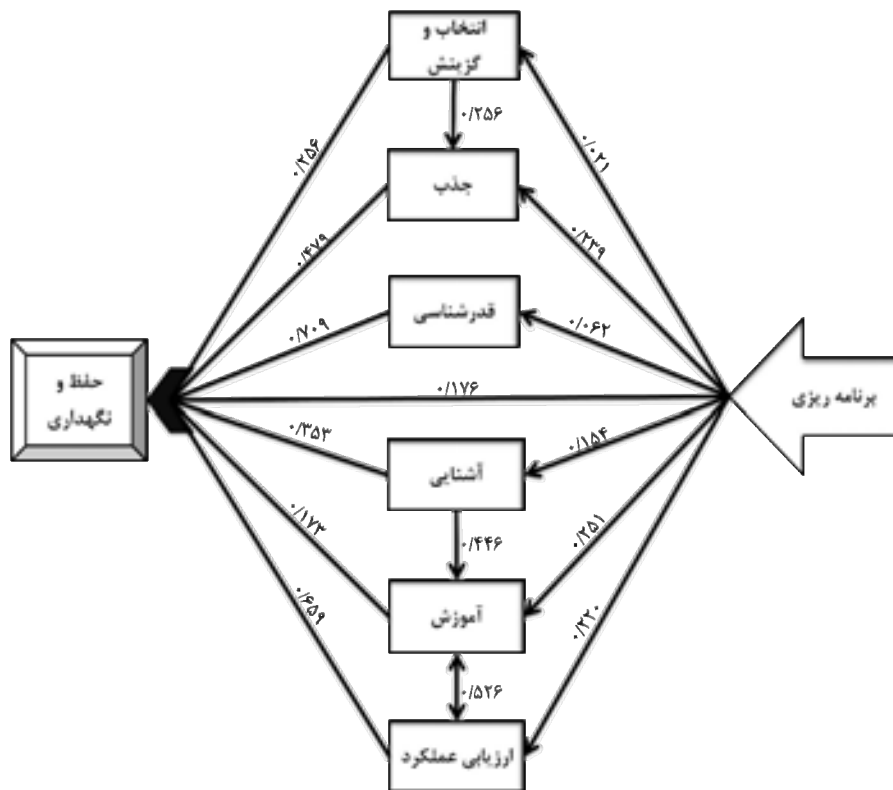 انتخاب و
گزینش
۰/۲۵۶
۰/۲۵۶
۰/۰۲۱
جذب
۰/۴۷۹
۰/۲۳۹
قدرشناسی
۰/۷۰۹
۰/۰۶۲
برنامه ریزی
۰/۱۷۶
حفظ و
نگهداری
۰/۳۵۳
۰/۱۵۴
آشنایی
۰/۱۷۳
۰/۴۴۶
۰/۲۵۱
آموزش
۰/۶۵۹
۰/۵۲۶
۰/۲۲۰
ارزیابی عملکرد